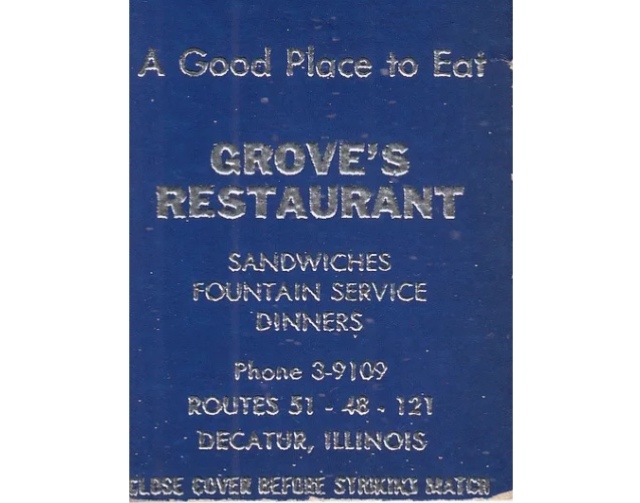 A Good Place to Eat
GROVE'S
RESTAURANT
SANDWICHES
FOUNTAIN SERVICE
DINNERS
Phone 3-9109
ROUTES 51 - 48 - 121
DECATUR, ILLINOIS
CLOSE COVER BEFORE STRIKING MATCH